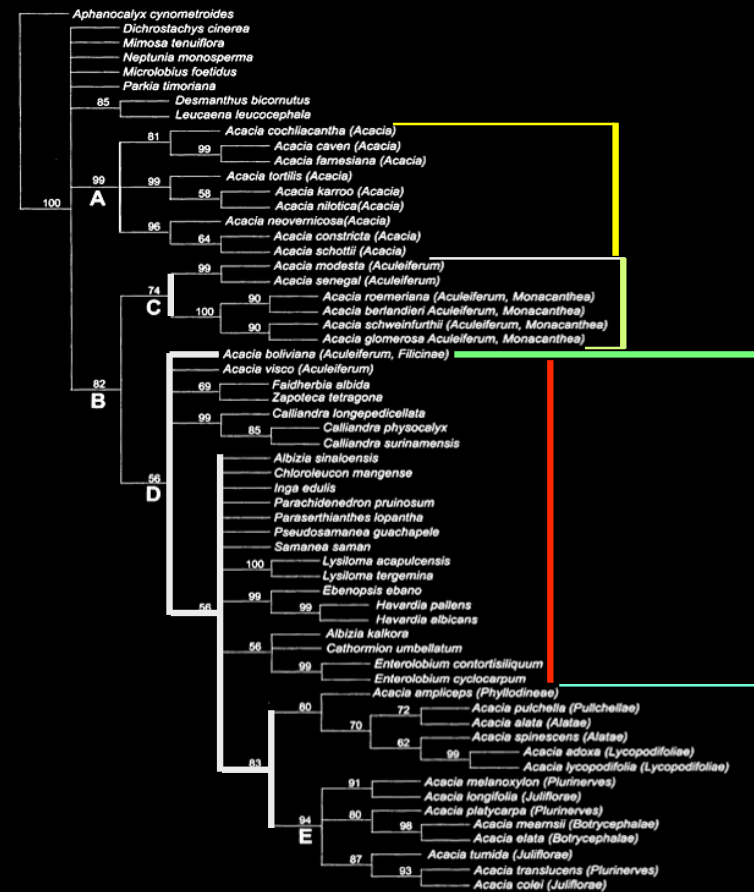 Aphanocalyx cynometroides
Dichrostachys cinerea
Mimosa tenuiflora
Neptunia monosperma
Microlobius foetidus
Parkia timoriana
85 Desmanthus bicornutus
Leucaena leucocephala
Acacia cochliacantha (Acacia)
81
99 Acacia caven (Acacia)
Acacia farnesiana (Acacia)
99 A 99 Acacia tortilis (Acacia)
58 Acacia karroo (Acacia)
100 Acacia nilotica(Acacia)
96 Acacia neovernicosa(Acacia)
64 Acacia constricta (Acacia)
Acacia schottii (Acacia)
99 Acacia modesta (Aculeiferum)
Acacia senegal (Aculeiferum)
74 C 90 Acacia roemeriana (Aculeiferum, Monacanthea)
100 Acacia berlandieri Aculeiferum, Monacanthea)
90 Acacia schweinfurthii (Aculeiferum, Monacanthea)
Acacia glomerosa Aculeiferum, Monacanthea)
Acacia boliviana (Aculeiferum, Filicinae)
Acacia visco (Aculeiferum)
82 B 69 Faidherbia albida
Zapoteca tetragona
99 Calliandra longepedicellata
85 Calliandra physocalyx
Calliandra surinamensis
Albizia sinaloensis
Chloroleucon mangense
56 D Inga edulis
Parachidenedron pruinosum
Paraserthianthes lopantha
Pseudosamanea guachapele
Samanea saman
100 Lysiloma acapulcensis
Lysiloma tergemina
99 Ebenopsis ebano
56 99 Havardia pallens
Havardia albicans
56 Albizia kalkora
Cathormion umbellatum
99 Enterolobium contortisiliquum
Enterolobium cyclocarpum
Acacia ampliceps (Phyllodineae)
80 72 Acacia pulchella (Pullchellae)
70 Acacia alata (Alatae)
62 Acacia spinescens (Alatae)
99 Acacia adoxa (Lycopodifoliae)
83 Acacia lycopodifolia (Lycopodifoliae)
91 Acacia melanoxylon (Plurinerves)
Acacia longifolia (Juliflorae)
80 Acacia platycarpa (Plurinerves)
94 E 98 Acacia mearnsii (Botrycephalae)
Acacia elata (Botrycephalae)
87 Acacia tumida (Juliflorae)
93 Acacia translucens (Plurinerves)
Acacia colei (Juliflorae)